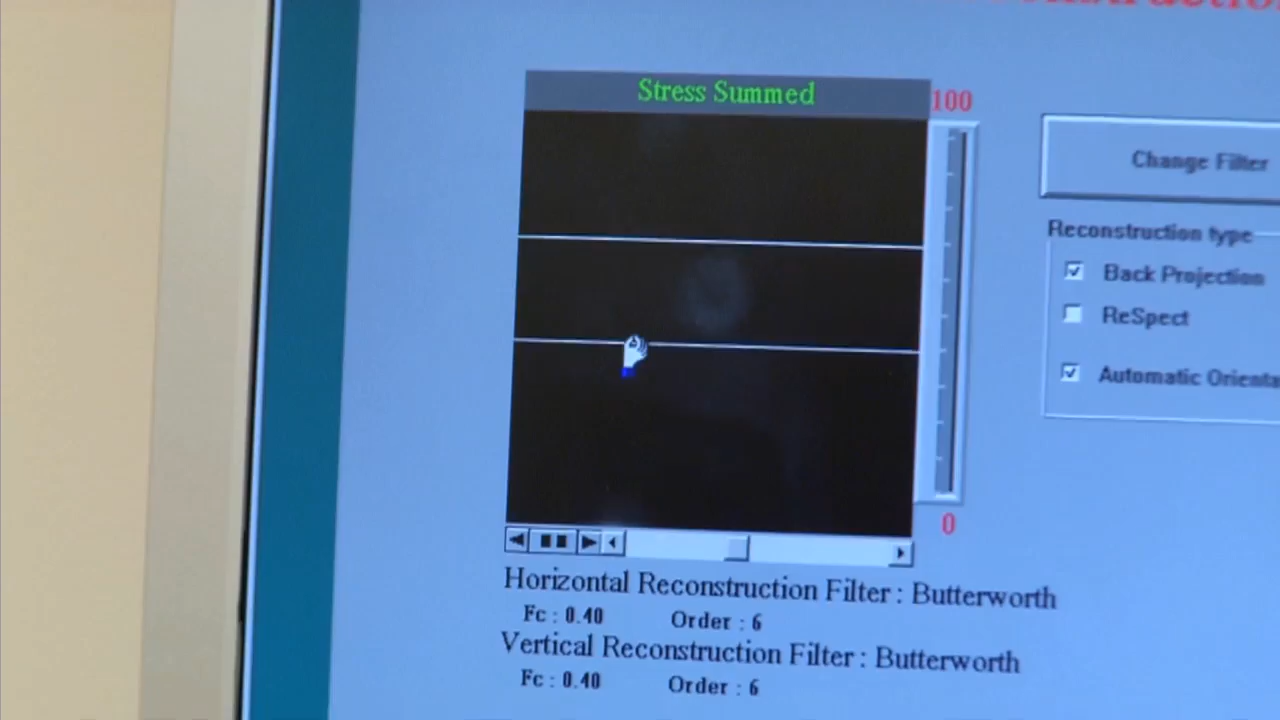 Stress Summed
100
Change Filter
Reconstruction type
Back Projection
ReSpect
Automatic
0
Horizontal Reconstruction Filter : Butterworth
Fc : 0.40 Order : 6
Vertical Reconstruction Filter : Butterworth
Fc : 0.40 Order : 6